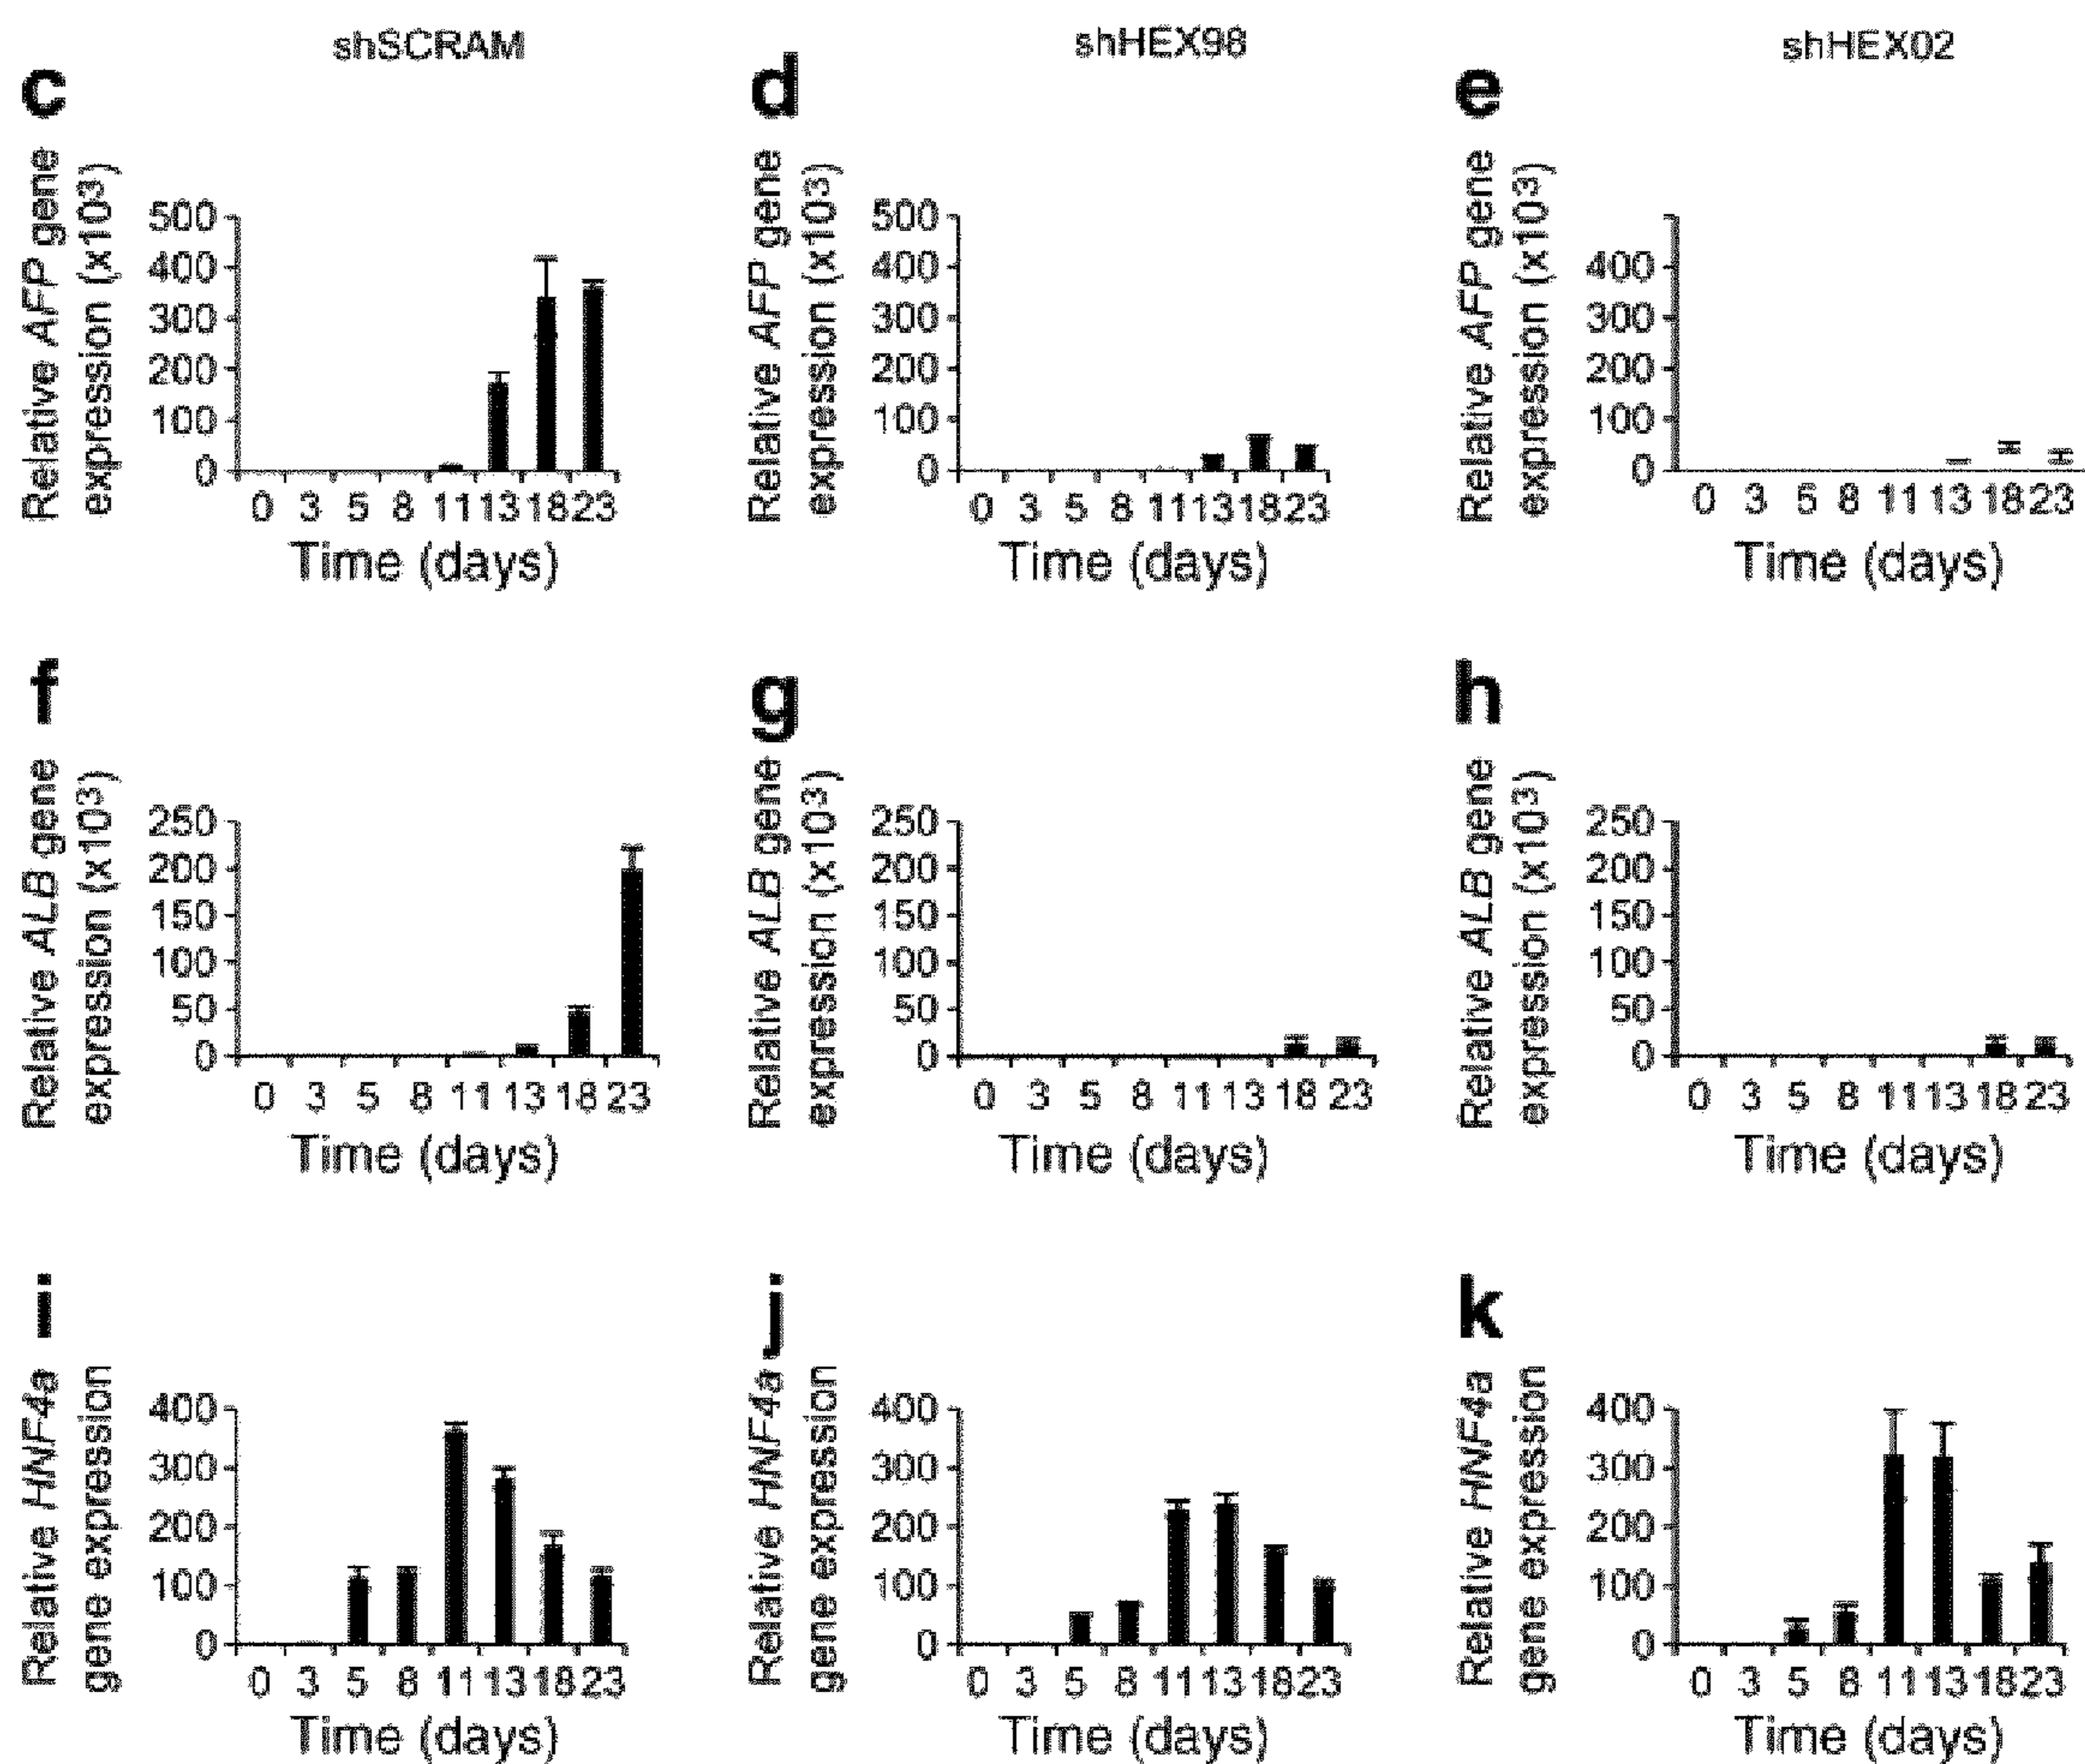 shSCRAM
shHEX98
shHEX02
c
Relative AFP gene
expression (x10³)
500
400
300
200
100
0
0 3 5 8 11 13 18 23
Time (days)
d
Relative AFP gene
expression (x10³)
500
400
300
200
100
0
0 3 5 8 11 13 18 23
Time (days)
e
Relative AFP gene
expression (x10³)
400
300
200
100
0
0 3 5 8 11 13 18 23
Time (days)
f
Relative ALB gene
expression (x10³)
250
200
150
100
50
0
0 3 5 8 11 13 18 23
Time (days)
g
Relative ALB gene
expression (x10³)
250
200
150
100
50
0
0 3 5 8 11 13 18 23
Time (days)
h
Relative ALB gene
expression (x10³)
250
200
150
100
50
0
0 3 5 8 11 13 18 23
Time (days)
i
Relative HNF4a
gene expression
400
300
200
100
0
0 3 5 8 11 13 18 23
Time (days)
j
Relative HNF4a
gene expression
400
300
200
100
0
0 3 5 8 11 13 18 23
Time (days)
k
Relative HNF4a
gene expression
400
300
200
100
0
0 3 5 8 11 13 18 23
Time (days)